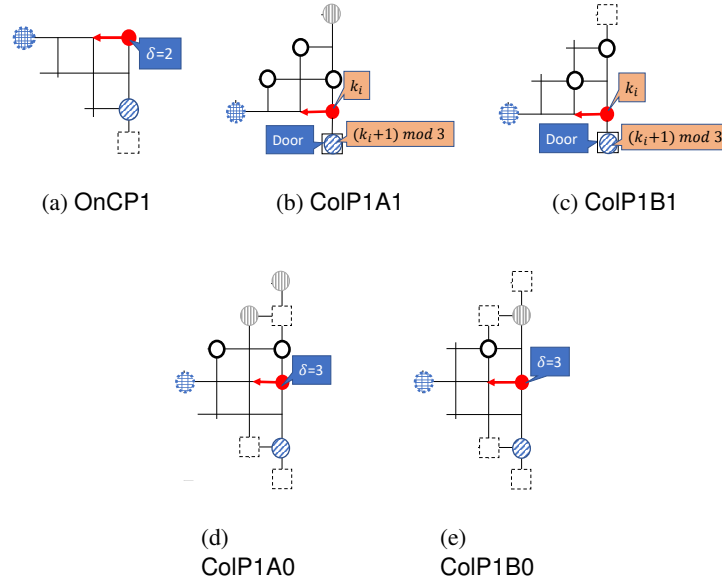 δ=2
k_i
Door
(k_i+1) mod 3
k_i
Door
(k_i+1) mod 3
(a) OnCP1
(b) ColP1A1
(c) ColP1B1
δ=3
δ=3
(d)
ColP1A0
(e)
ColP1B0